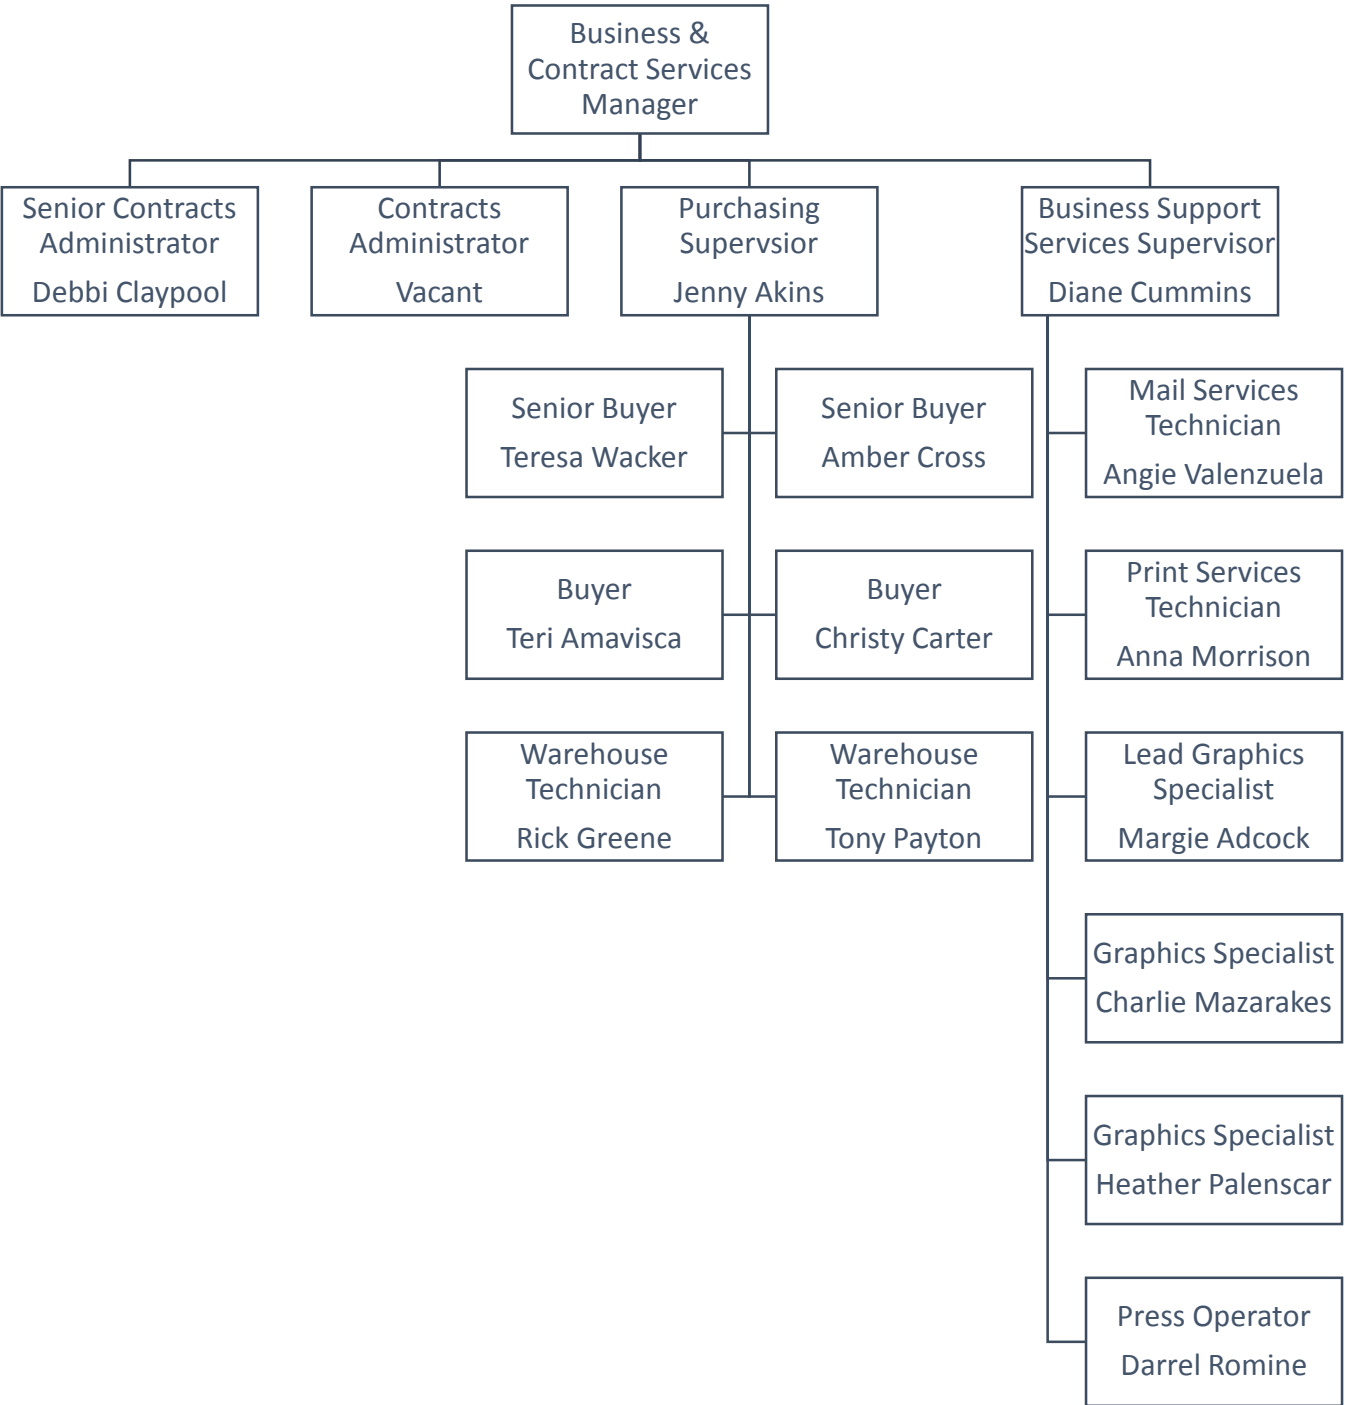 Business &
Contract Services
Manager
Senior Contracts
Administrator
Debbi Claypool
Contracts
Administrator
Vacant
Purchasing
Supervsior
Jenny Akins
Business Support
Services Supervisor
Diane Cummins
Senior Buyer
Teresa Wacker
Senior Buyer
Amber Cross
Buyer
Teri Amavisca
Buyer
Christy Carter
Warehouse
Technician
Rick Greene
Warehouse
Technician
Tony Payton
Mail Services
Technician
Angie Valenzuela
Print Services
Technician
Anna Morrison
Lead Graphics
Specialist
Margie Adcock
Graphics Specialist
Charlie Mazarakes
Graphics Specialist
Heather Palenscar
Press Operator
Darrel Romine